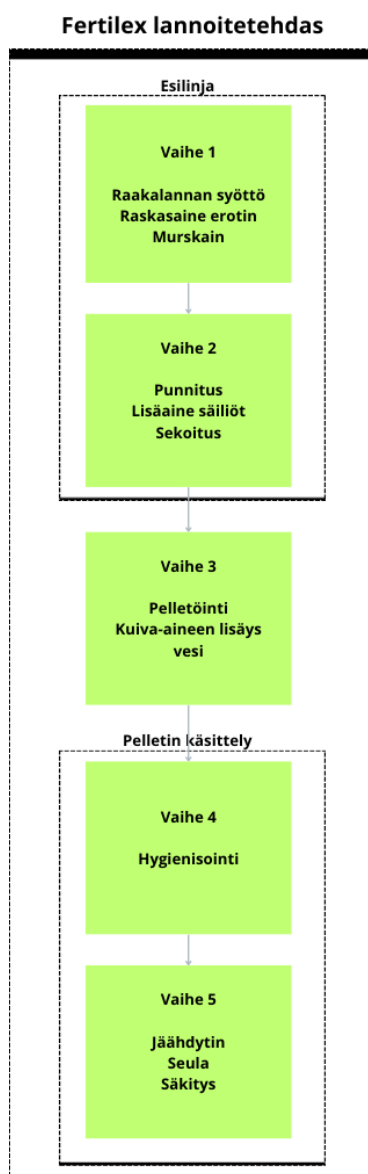 Fertilex lannoitetehdas
Esilinja
Vaihe 1
Raakalannan syöttö
Raskasaine erotin
Murskain
Vaihe 2
Punnitus
Lisäaine säiliöt
Sekoitus
Vaihe 3
Pelletöinti
Kuiva-aineen lisäys
vesi
Pelletin käsittely
Vaihe 4
Hygienisointi
Vaihe 5
Jäähdytin
Seula
Säkitys